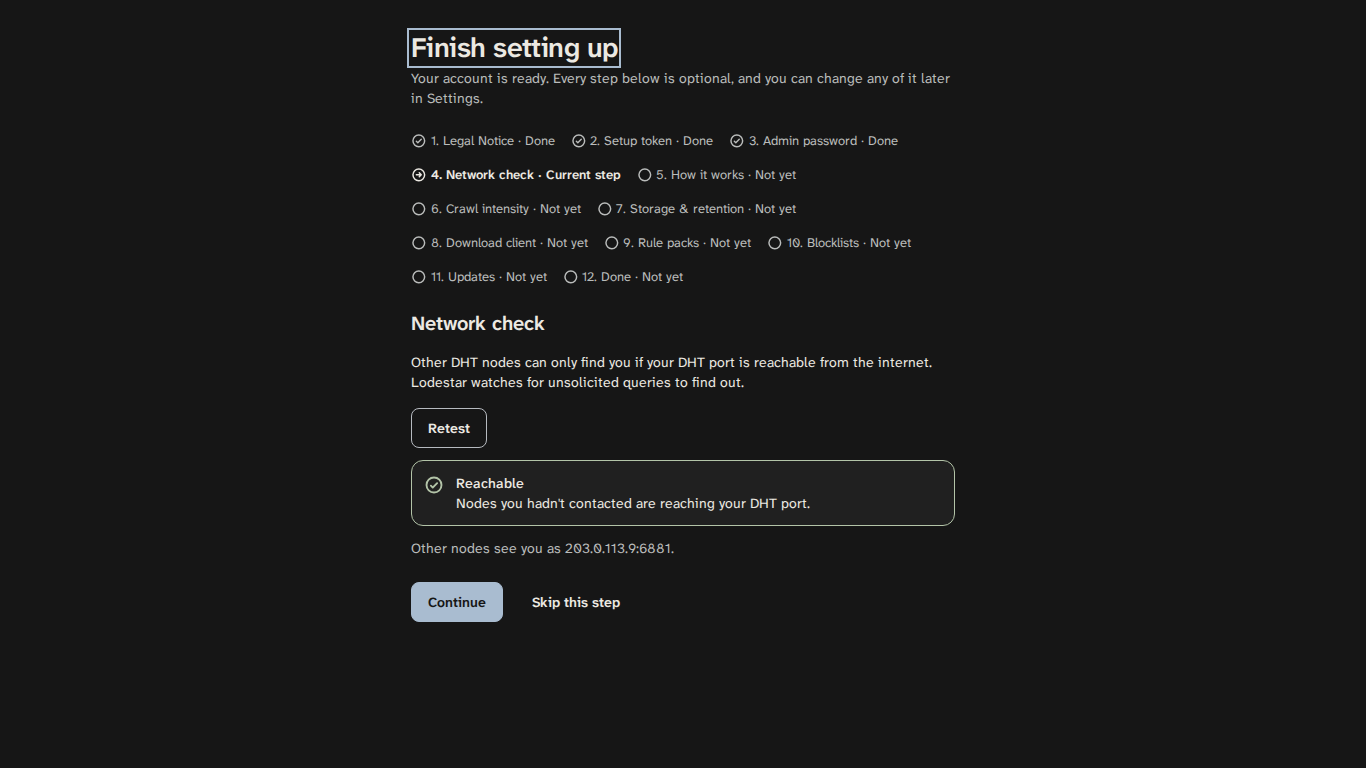 Finish setting up
Your account is ready. Every step below is optional, and you can change any of it later
in Settings.
1. Legal Notice · Done 2. Setup token · Done 3. Admin password · Done
4. Network check · Current step 5. How it works · Not yet
6. Crawl intensity · Not yet 7. Storage & retention · Not yet
8. Download client · Not yet 9. Rule packs · Not yet 10. Blocklists · Not yet
11. Updates · Not yet 12. Done · Not yet
Network check
Other DHT nodes can only find you if your DHT port is reachable from the internet.
Lodestar watches for unsolicited queries to find out.
Retest
Reachable
Nodes you hadn't contacted are reaching your DHT port.
Other nodes see you as 203.0.113.9:6881.
Continue Skip this step